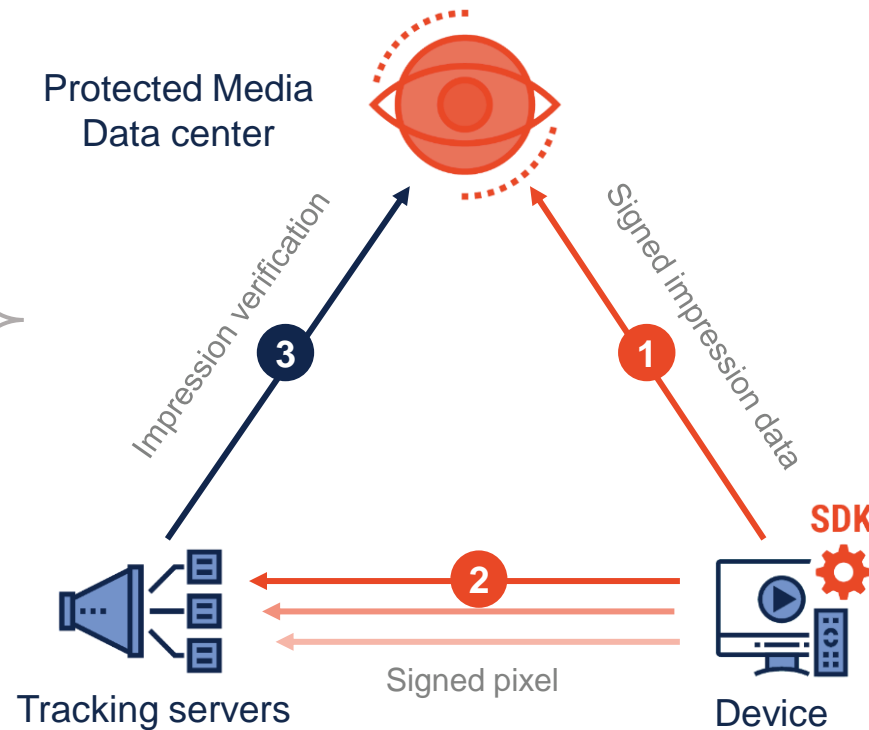 Protected Media
Data center
Impression verification
Signed impression data
3
1
SDK
2
Signed pixel
Tracking servers
Device